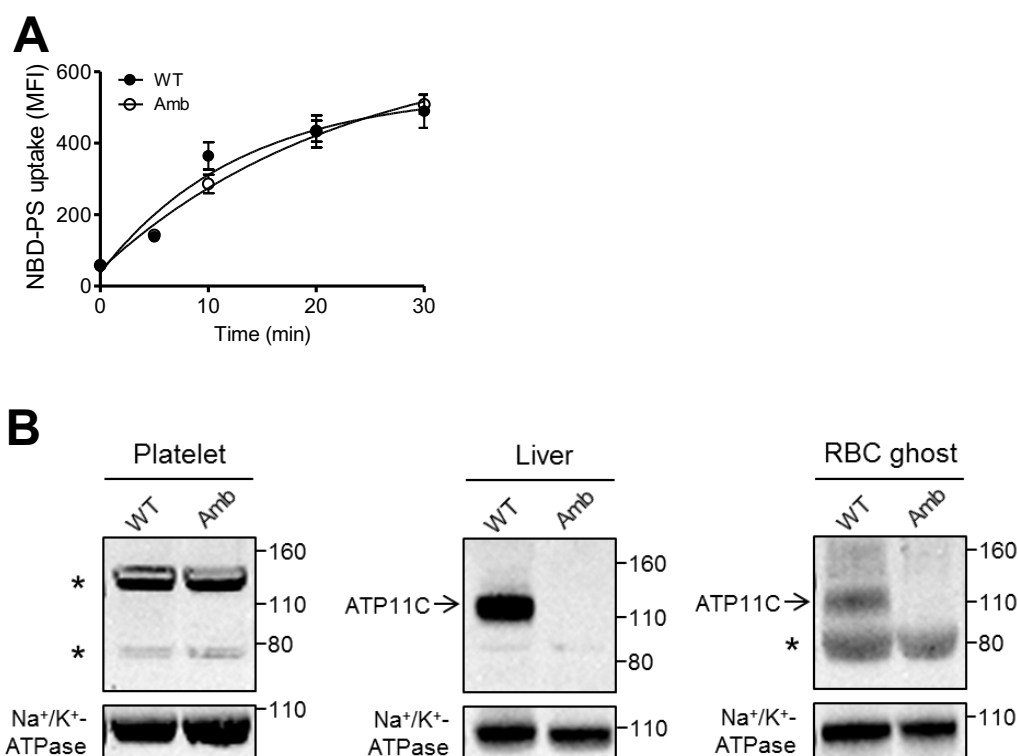 A
NBD-PS uptake (MFI)
600
400
200
0
WT
Amb
0 10 20 30
Time (min)
B
Platelet
WT Amb
160
110
80
*
*
Na⁺/K⁺-
ATPase
110
Liver
WT Amb
ATP11C→
160
110
80
Na⁺/K⁺-
ATPase
110
RBC ghost
WT Amb
ATP11C→
*
160
110
80
Na⁺/K⁺-
ATPase
110